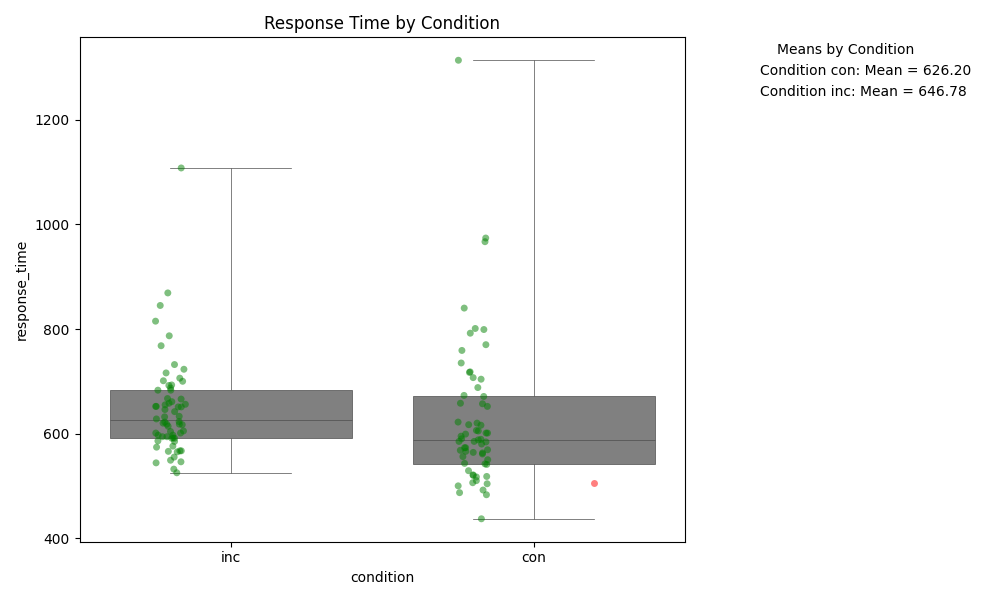 Response Time by Condition
Means by Condition
Condition con: Mean = 626.20
Condition inc: Mean = 646.78
response_time
1200
1000
800
600
400
inc con
condition